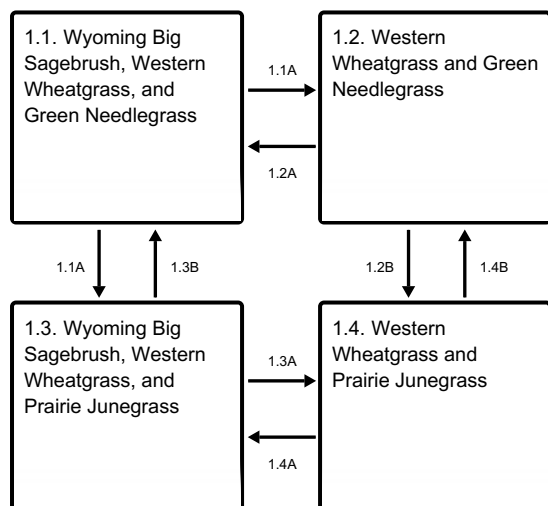 1.1. Wyoming Big
Sagebrush, Western
Wheatgrass, and
Green Needlegrass
1.1A
1.2A
1.2. Western
Wheatgrass and Green
Needlegrass
1.1A
1.3B
1.2B
1.4B
1.3. Wyoming Big
Sagebrush, Western
Wheatgrass, and
Prairie Junegrass
1.3A
1.4A
1.4. Western
Wheatgrass and
Prairie Junegrass